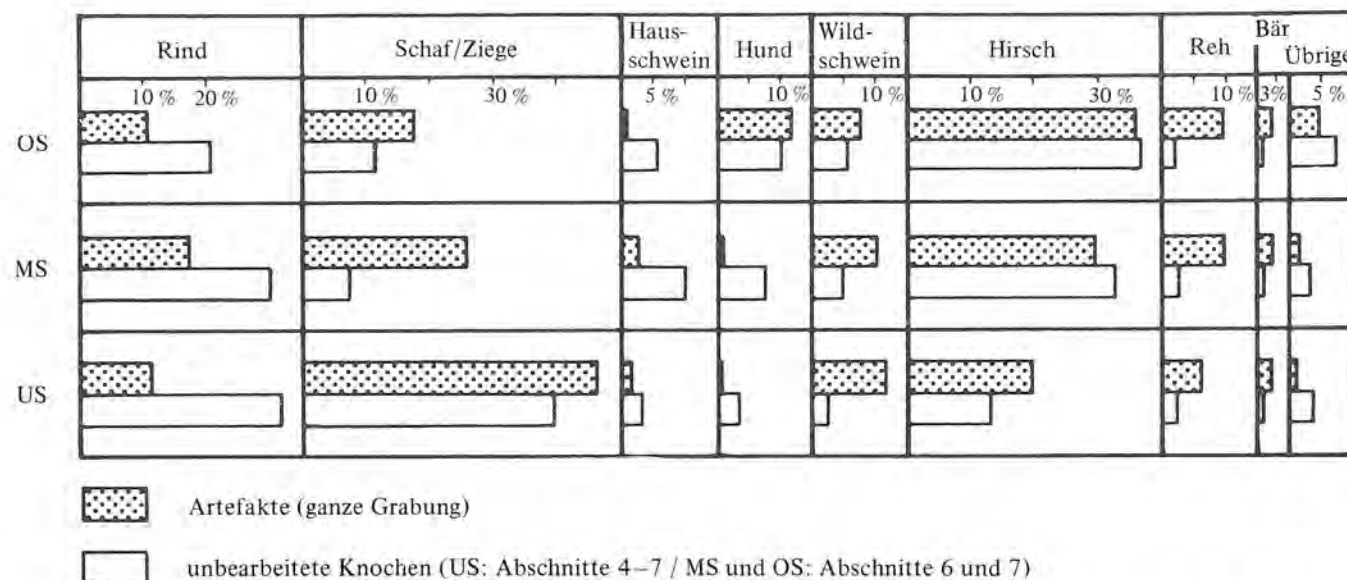 Rind Schaf/Ziege Haus-schwein Hund Wild-schwein Hirsch Reh Bär Übrige
10 % 20 % 10 % 30 % 5 % 10 % 10 % 10 % 30 % 10 % 3 % 5 %
OS
MS
US
Artefakte (ganze Grabung)
unbearbeitete Knochen (US: Abschnitte 4–7 / MS und OS: Abschnitte 6 und 7)